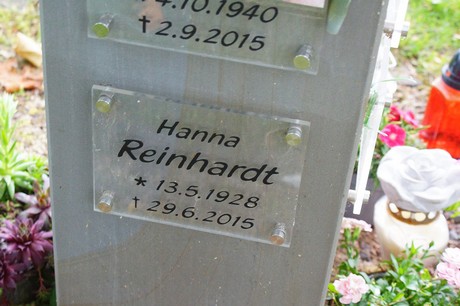 4.10.1940
† 2.9.2015
Hanna
Reinhardt
* 13.5.1928
† 29.6.2015